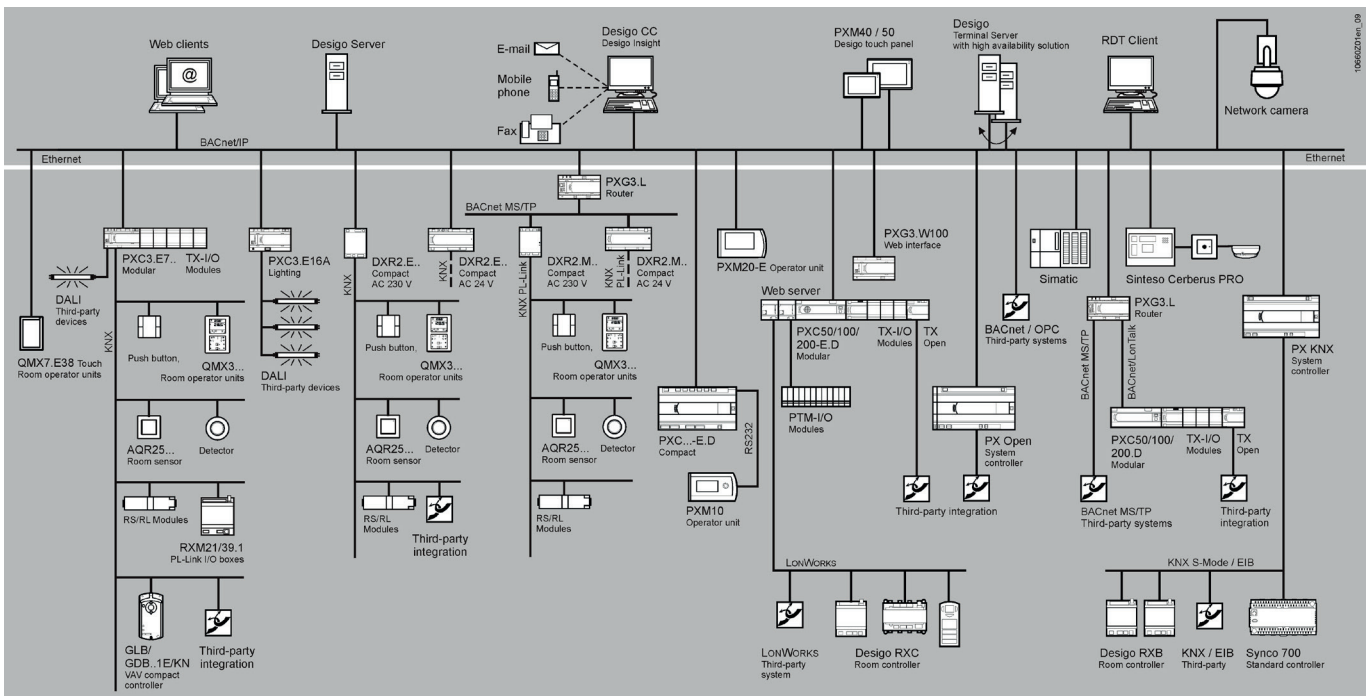 10660Z01en_09
Web clients
@
Desigo Server
E-mail
Mobile
phone
Fax
Desigo CC
Desigo Insight
PXM40 / 50
Desigo touch panel
Desigo
Terminal Server
with high availability solution
RDT Client
Network camera
BACnet/IP
Ethernet
Ethernet
PXG3.L
Router
BACnet MS/TP
PXC3.E7..
Modular
TX-I/O
Modules
DALI
Third-party
devices
KNX
QMX7.E38 Touch
Room operator units
Push button,
QMX3...
Room operator units
AQR25...
Room sensor
Detector
RS/RL Modules
RXM21/39.1
PL-Link I/O boxes
GLB/
GDB..1E/KN
VAV compact
controller
Third-party
integration
PXC3.E16A
Lighting
DALI
Third-party devices
KNX
DXR2.E..
Compact
AC 230 V
KNX
DXR2.E..
Compact
AC 24 V
Push button,
QMX3...
Room operator units
AQR25...
Room sensor
Detector
RS/RL
Modules
Third-party
integration
KNX PL-Link
DXR2.M..
Compact
AC 230 V
KNX
PL-Link
DXR2.M..
Compact
AC 24 V
Push button,
QMX3...
Room operator units
AQR25...
Room sensor
Detector
RS/RL
Modules
PXM20-E Operator unit
PXG3.W100
Web interface
Web server
PXC50/100/
200-E.D
Modular
TX-I/O
Modules
TX
Open
PTM-I/O
Modules
PXC...-E.D
Compact
RS232
PXM10
Operator unit
BACnet / OPC
Third-party systems
PX Open
System
controller
Third-party integration
Simatic
Sinteso Cerberus PRO
PXG3.L
Router
BACnet MS/TP
BACnet/LonTalk
PX KNX
System
controller
PXC50/100/
200.D
Modular
TX-I/O
Modules
TX
Open
BACnet MS/TP
Third-party systems
Third-party
integration
LONWORKS
LONWORKS
Third-party
system
Desigo RXC
Room controller
KNX S-Mode / EIB
Desigo RXB
Room controller
KNX / EIB
Third-party
Synco 700
Standard controller